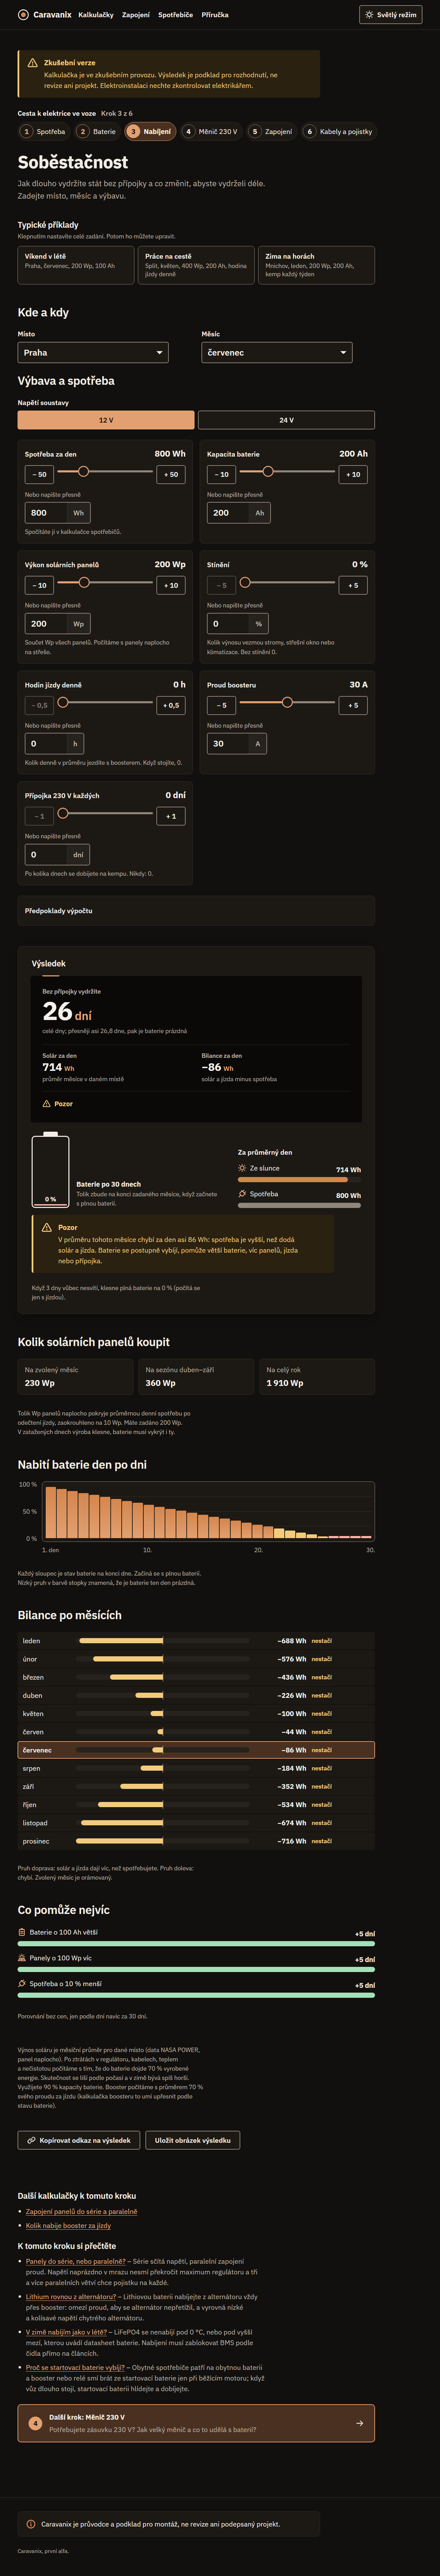 Caravanix Kalkulačky Zapojení Spotřebiče Příručka Světlý režim
Zkušební verze
Kalkulačka je ve zkušebním provozu. Výsledek je podklad pro rozhodnutí, ne
revize ani projekt. Elektroinstalaci nechte zkontrolovat elektrikářem.
Cesta k elektrice ve voze Krok 3 z 6
1 Spotřeba 2 Baterie 3 Nabíjení 4 Měnič 230 V 5 Zapojení 6 Kabely a pojistky
Soběstačnost
Jak dlouho vydržíte stát bez přípojky a co změnit, abyste vydrželi déle.
Zadejte místo, měsíc a výbavu.
Typické příklady
Klepnutím nastavíte celé zadání. Potom ho můžete upravit.
Víkend v létě
Praha, červenec, 200 Wp, 100 Ah
Práce na cestě
Split, květen, 400 Wp, 200 Ah, hodina
jízdy denně
Zima na horách
Mnichov, leden, 200 Wp, 200 Ah,
kemp každý týden
Kde a kdy
Místo
Praha
Měsíc
červenec
Výbava a spotřeba
Napětí soustavy
12 V 24 V
Spotřeba za den 800 Wh
− 50 + 50
Nebo napište přesně
800 Wh
Spočítáte ji v kalkulačce spotřebičů.
Kapacita baterie 200 Ah
− 10 + 10
Nebo napište přesně
200 Ah
Výkon solárních panelů 200 Wp
− 10 + 10
Nebo napište přesně
200 Wp
Součet Wp všech panelů. Počítáme s panely naplocho
na střeše.
Stínění 0 %
− 5 + 5
Nebo napište přesně
0 %
Kolik výnosu vezmou stromy, střešní okno nebo
klimatizace. Bez stínění 0.
Hodin jízdy denně 0 h
− 0,5 + 0,5
Nebo napište přesně
0 h
Kolik denně v průměru jezdíte s boosterem. Když stojíte, 0.
Proud boosteru 30 A
− 5 + 5
Nebo napište přesně
30 A
Přípojka 230 V každých 0 dní
− 1 + 1
Nebo napište přesně
0 dní
Po kolika dnech se dobijete na kempu. Nikdy: 0.
Předpoklady výpočtu
Výsledek
Bez přípojky vydržíte
26 dní
celé dny; přesněji asi 26,8 dne, pak je baterie prázdná
Solár za den
714 Wh
průměr měsíce v daném místě
Bilance za den
−86 Wh
solár a jízda minus spotřeba
Pozor
0 %
Baterie po 30 dnech
Tolik zbude na konci zadaného měsíce, když začnete
s plnou baterií.
Za průměrný den
Ze slunce 714 Wh
Spotřeba 800 Wh
Pozor
V průměru tohoto měsíce chybí za den asi 86 Wh: spotřeba je vyšší, než dodá
solár a jízda. Baterie se postupně vybíjí, pomůže větší baterie, víc panelů, jízda
nebo přípojka.
Když 3 dny vůbec nesvítí, klesne plná baterie na 0 % (počítá se
jen s jízdou).
Kolik solárních panelů koupit
Na zvolený měsíc
230 Wp
Na sezónu duben–září
360 Wp
Na celý rok
1 910 Wp
Tolik Wp panelů naplocho pokryje průměrnou denní spotřebu po
odečtení jízdy, zaokrouhleno na 10 Wp. Máte zadáno 200 Wp.
V zatažených dnech výroba klesne, baterie musí vykrýt i ty.
Nabití baterie den po dni
100 %
50 %
0 %
1. den 10. 20. 30.
Každý sloupec je stav baterie na konci dne. Začíná se s plnou baterií.
Nízký pruh v barvě stopky znamená, že je baterie ten den prázdná.
Bilance po měsících
leden −688 Wh nestačí
únor −576 Wh nestačí
březen −436 Wh nestačí
duben −226 Wh nestačí
květen −100 Wh nestačí
červen −44 Wh nestačí
červenec −86 Wh nestačí
srpen −184 Wh nestačí
září −352 Wh nestačí
říjen −534 Wh nestačí
listopad −674 Wh nestačí
prosinec −716 Wh nestačí
Pruh doprava: solár a jízda dají víc, než spotřebujete. Pruh doleva:
chybí. Zvolený měsíc je orámovaný.
Co pomůže nejvíc
Baterie o 100 Ah větší +5 dní
Panely o 100 Wp víc +5 dní
Spotřeba o 10 % menší +5 dní
Porovnání bez cen, jen podle dní navíc za 30 dní.
Výnos soláru je měsíční průměr pro dané místo (data NASA POWER,
panel naplocho). Po ztrátách v regulátoru, kabelech, teplem
a nečistotou počítáme s tím, že do baterie dojde 70 % vyrobené
energie. Skutečnost se liší podle počasí a v zimě bývá spíš horší.
Využijete 90 % kapacity baterie. Booster počítáme s průměrem 70 %
svého proudu za jízdy (kalkulačka boosteru to umí upřesnit podle
stavu baterie).
Kopírovat odkaz na výsledek Uložit obrázek výsledku
Další kalkulačky k tomuto kroku
• Zapojení panelů do série a paralelně
• Kolik nabije booster za jízdy
K tomuto kroku si přečtěte
• Panely do série, nebo paralelně? – Série sčítá napětí, paralelní zapojení
proud. Napětí naprázdno v mrazu nesmí překročit maximum regulátoru a tři
a více paralelních větví chce pojistku na každé.
• Lithium rovnou z alternátoru? – Lithiovou baterii nabíjejte z alternátoru vždy
přes booster: omezí proud, aby se alternátor nepřetížil, a vyrovná nízké
a kolísavé napětí chytrého alternátoru.
• V zimě nabíjím jako v létě? – LiFePO4 se nenabíjí pod 0 °C, nebo pod vyšší
mezí, kterou uvádí datasheet baterie. Nabíjení musí zablokovat BMS podle
čidla přímo na článcích.
• Proč se startovací baterie vybíjí? – Obytné spotřebiče patří na obytnou baterii
a booster nebo relé smí brát ze startovací baterie jen při běžícím motoru; když
vůz dlouho stojí, startovací baterii hlídejte a dobíjejte.
4 Další krok: Měnič 230 V
Potřebujete zásuvku 230 V? Jak velký měnič a co to udělá s baterií?
Caravanix je průvodce a podklad pro montáž, ne revize ani podepsaný projekt.
Caravanix, první alfa.